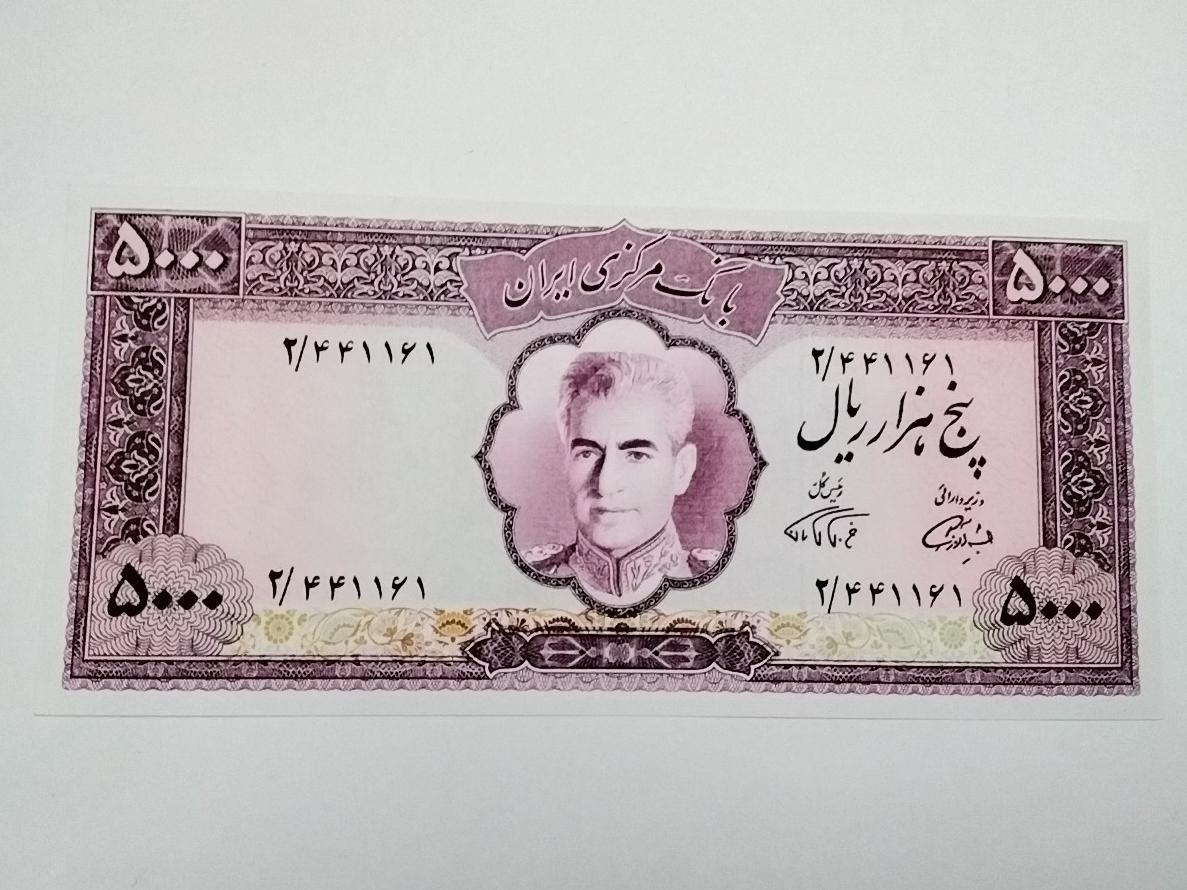 ۵۰۰۰
بانک مرکزی ایران
۵۰۰۰
۲/۴۴۱۱۶۱
۲/۴۴۱۱۶۱
پنج هزار ریال
وزیر دارائی
رئیس کل
۵۰۰۰
۲/۴۴۱۱۶۱
۲/۴۴۱۱۶۱
۵۰۰۰